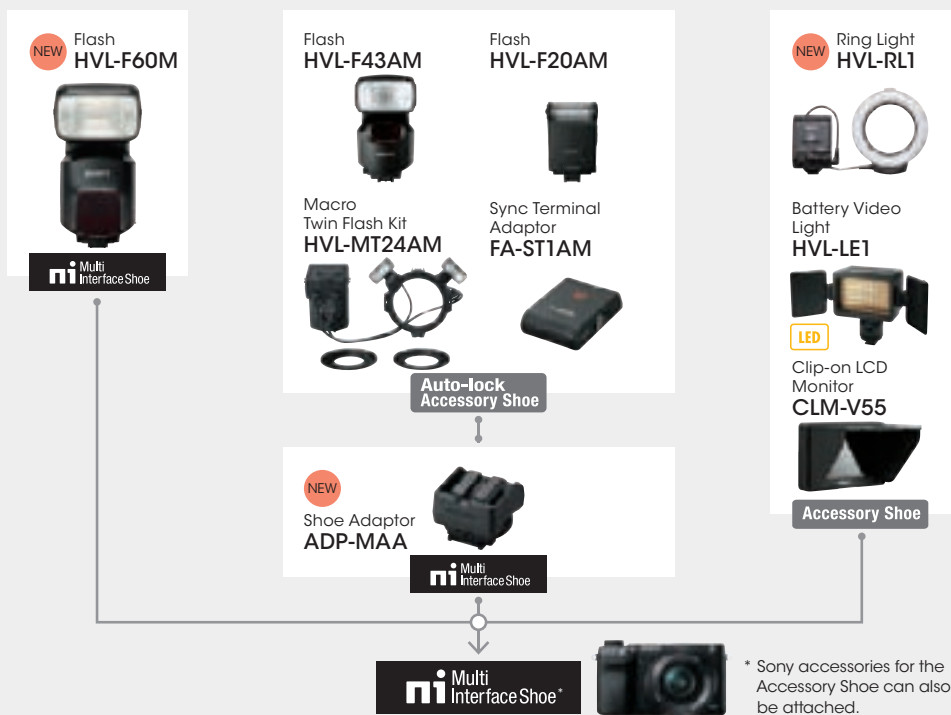 NEW
Flash
HVL-F60M
Multi
Interface Shoe
Flash
HVL-F43AM
Flash
HVL-F20AM
Macro
Twin Flash Kit
HVL-MT24AM
Sync Terminal
Adaptor
FA-ST1AM
Auto-lock
Accessory Shoe
NEW
Shoe Adaptor
ADP-MAA
Multi
Interface Shoe
NEW
Ring Light
HVL-RL1
Battery Video
Light
HVL-LE1
LED
Clip-on LCD
Monitor
CLM-V55
Accessory Shoe
Multi
Interface Shoe*
* Sony accessories for the
Accessory Shoe can also
be attached.